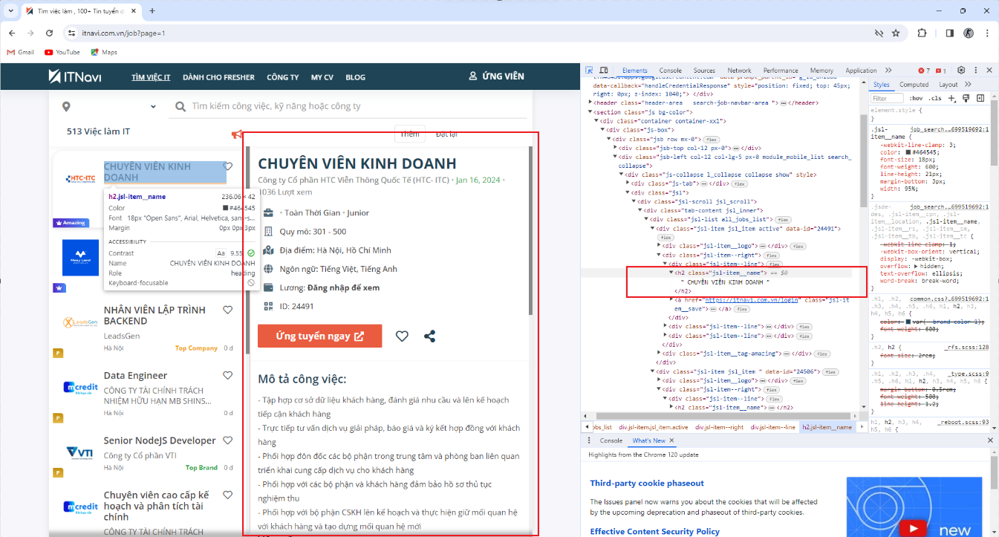 Tìm việc làm , 100+ Tin tuyển d
itnavi.com.vn/job?page=1
Gmail
YouTube
Maps
ITNavi
TÌM VIỆC IT
DÀNH CHO FRESHER
CÔNG TY
MY CV
BLOG
ỨNG VIÊN
Tìm kiếm công việc, kỹ năng hoặc công ty
513 Việc làm IT
Thêm
Đặt lại
HTC-ITC
CHUYÊN VIÊN KINH
DOANH
Amazing
h2.jsl-item__name
236.06 × 42
Color
#464545
Font
18px "Open Sans", Arial, Helvetica, sans-s...
Margin
0px 0px 3px
ACCESSIBILITY
Contrast
Aa
9.55
Name
CHUYÊN VIÊN KINH DOANH
Role
heading
Keyboard-focusable
NHÂN VIÊN LẬP TRÌNH
BACKEND
LeadsGen
LeadsGen
Hà Nội
Top Company
0 d
P
Data Engineer
mcredit
CÔNG TY TÀI CHÍNH TRÁCH
NHIỆM HỮU HẠN MB SHINS...
Hà Nội
P
Senior NodeJS Developer
VTI
Công ty Cổ phần VTI
Hà Nội
Top Brand
0 d
P
Chuyên viên cao cấp kế
hoạch và phân tích tài
chính
mcredit
CÔNG TY TÀI CHÍNH TRÁCH
CHUYÊN VIÊN KINH DOANH
Công ty Cổ phần HTC Viễn Thông Quốc Tế (HTC- ITC) • Jan 16, 2024 •
1036 Lượt xem
· Toàn Thời Gian · Junior
Quy mô: 301 - 500
Địa điểm: Hà Nội, Hồ Chí Minh
Ngôn ngữ: Tiếng Việt, Tiếng Anh
Lương: Đăng nhập để xem
ID: 24491
Ứng tuyển ngay
Mô tả công việc:
- Tập hợp cơ sở dữ liệu khách hàng, đánh giá nhu cầu và lên kế hoạch
tiếp cận khách hàng
- Trực tiếp tư vấn dịch vụ giải pháp, báo giá và ký kết hợp đồng với khách
hàng
- Phối hợp đôn đốc các bộ phận trong trung tâm và phòng ban liên quan
triển khai cung cấp dịch vụ cho khách hàng
- Phối hợp với các bộ phận và khách hàng đảm bảo hồ sơ thủ tục
nghiệm thu
- Phối hợp với bộ phận CSKH lên kế hoạch và thực hiện giữ mối quan hệ
với khách hàng và tạo dựng mối quan hệ mới
Elements
Console
Sources
Network
Performance
Memory
Application
7
1
data-callback="handleCredentialResponse" style="position: fixed; top: 45px;
right: 0px; z-index: 1040;"> </div>
<header class="header-area   search-job-navbar-area ">…</header>
<section class="js bg-color">
<div class="container container-xxl">
<div class="js-box">
<div class="jsb row mx-0"> flex
<div class="jsb-top col-12 px-0">…</div>
<div class="jsb-left col-12 col-lg-5 px-0 module_mobile_list search_
collapse">
<div class="js-collapse l_collapse collapse show" style>
<div class="js-tab">…</div> flex
<div class="jsl">
<div class="jsl-scroll jsl_scroll">
<div class="tab-content jsl_inner">
<div class="jsl-list all_jobs_list"> flex
<div class="jsl-item jsl_item active" data-id="24491">
flex
<div class="jsl-item__logo">…</div> flex
<div class="jsl-item--right"> flex
<div class="jsl-item--line"> flex
<h2 class="jsl-item__name"> == $0
" CHUYÊN VIÊN KINH DOANH "
</h2>
<a href="https://itnavi.com.vn/login" class="jsl-it
em__save">…</a> flex
</div>
<div class="jsl-item--line">…</div> flex
<div class="jsl-item--line">…</div> flex
</div>
<div class="jsl-item__tag-amazing">…</div> flex
</div>
<div class="jsl-item jsl_item " data-id="24506"> flex
<div class="jsl-item__logo">…</div> flex
<div class="jsl-item--right"> flex
<div class="jsl-item--line"> flex
<h2 class="jsl-item__name">…</h2>
obs_list
div.jsl-item.jsl_item.active
div.jsl-item--right
div.jsl-item--line
h2.jsl-item__name
Styles
Computed
Layout
Filter
:hov
.cls
element.style {
}
.jsl-
job_search.…699519692:1
item__name {
-webkit-line-clamp: 3;
color: #464545;
font-size: 18px;
font-weight: 600;
line-height: 21px;
margin-bottom: 3px;
width: 95%;
}
.jsde-
job_search.…699519692:1
des, .jsl-item__cpn, .jsl-
item__location, .jsl-item__name,
.jsl-item__rs, .jsl-item__sm,
.jsl-item__tb, .jsl-item__tc {
-webkit-line-clamp: 1;
-webkit-box-orient: vertical;
display: -webkit-box;
overflow: hidden;
text-overflow: ellipsis;
word-break: break-word;
}
.h1, .h2,
common.css?…699519692:1
.h3, .h4, .h5, .h6, h1, h2, h3,
h4, h5, h6 {
color: var(--brand-color-1);
font-weight: 600;
}
.h2, h2 {
_rfs.scss:128
font-size: 2rem;
}
.h1, .h2, .h3, .h4,
_type.scss:9
.h5, .h6, h1, h2, h3, h4, h5, h6 {
margin-bottom: 0.5rem;
font-weight: 500;
line-height: 1.2;
}
h1, h2, h3, h4,
_reboot.scss:93
h5, h6 {
Console
What's New
Highlights from the Chrome 120 update
Third-party cookie phaseout
The Issues panel now warns you about the cookies that will be affected
by the upcoming deprecation and phaseout of third-party cookies.
Effective Content Security Policy
new